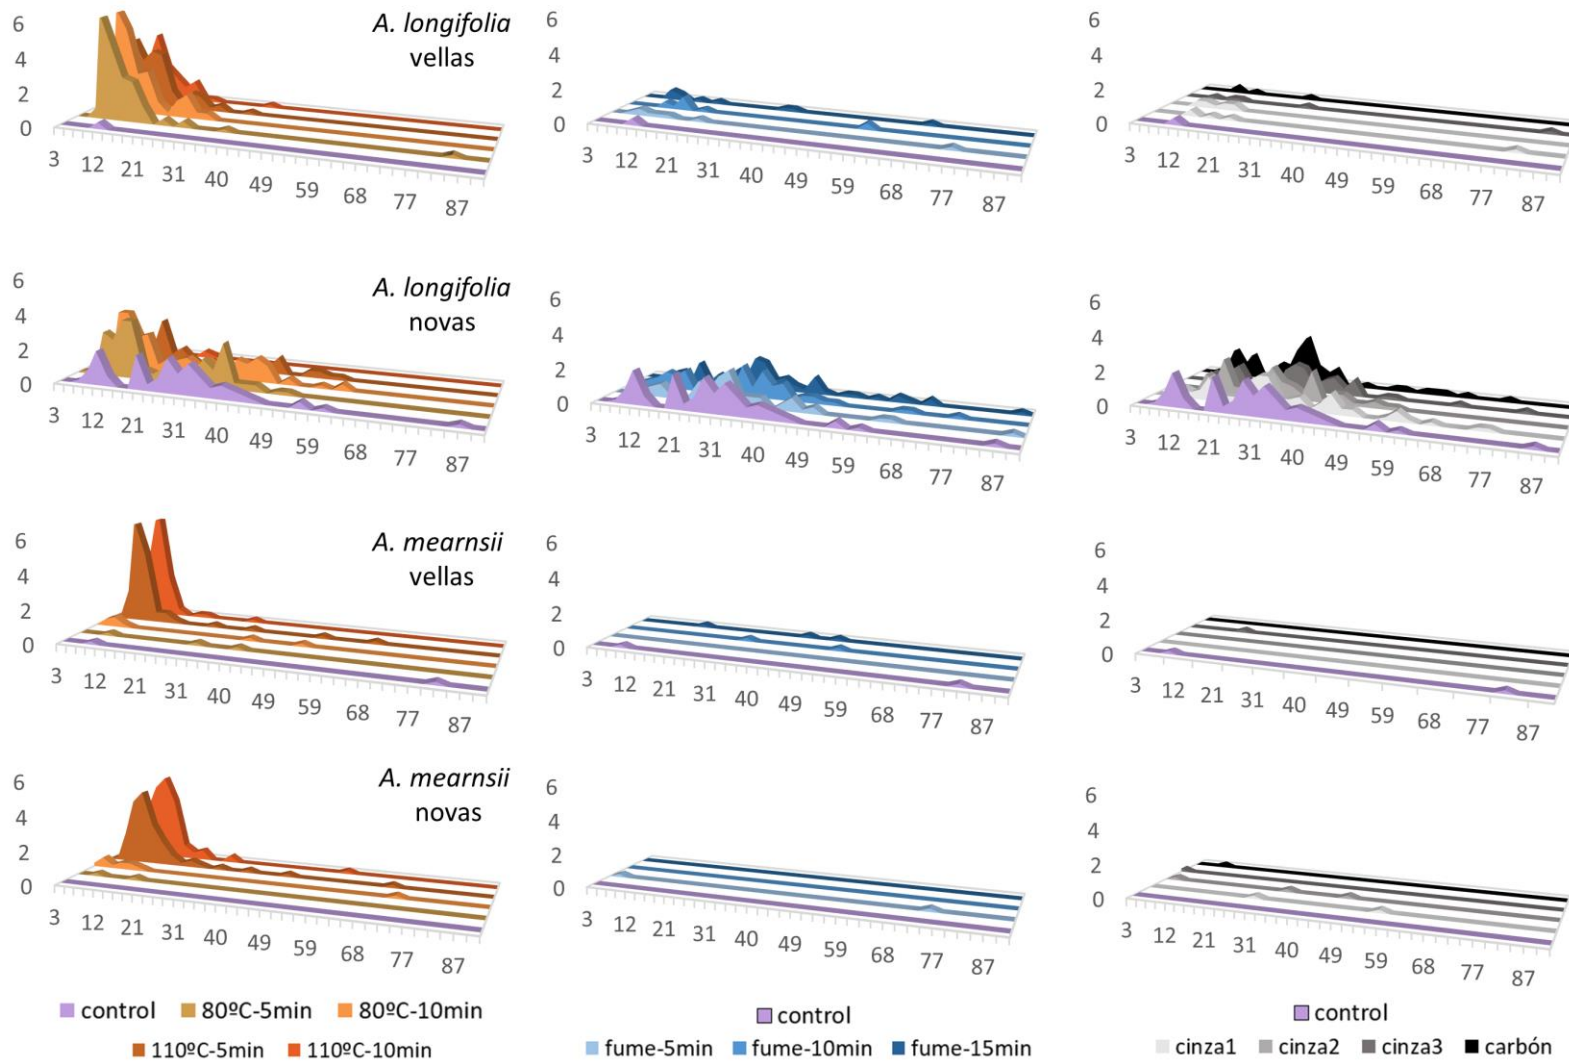 A. longifolia
vellas
6
4
2
0
3 12 21 31 40 49 59 68 77 87
6
4
2
0
3 12 21 31 40 49 59 68 77 87
6
4
2
0
3 12 21 31 40 49 59 68 77 87
A. longifolia
novas
6
4
2
0
3 12 21 31 40 49 59 68 77 87
6
4
2
0
3 12 21 31 40 49 59 68 77 87
6
4
2
0
3 12 21 31 40 49 59 68 77 87
A. mearnsii
vellas
6
4
2
0
3 12 21 31 40 49 59 68 77 87
6
4
2
0
3 12 21 31 40 49 59 68 77 87
6
4
2
0
3 12 21 31 40 49 59 68 77 87
A. mearnsii
novas
6
4
2
0
3 12 21 31 40 49 59 68 77 87
6
4
2
0
3 12 21 31 40 49 59 68 77 87
6
4
2
0
3 12 21 31 40 49 59 68 77 87
control 80ºC-5min 80ºC-10min
110ºC-5min 110ºC-10min
control
fume-5min fume-10min fume-15min
control
cinza1 cinza2 cinza3 carbón